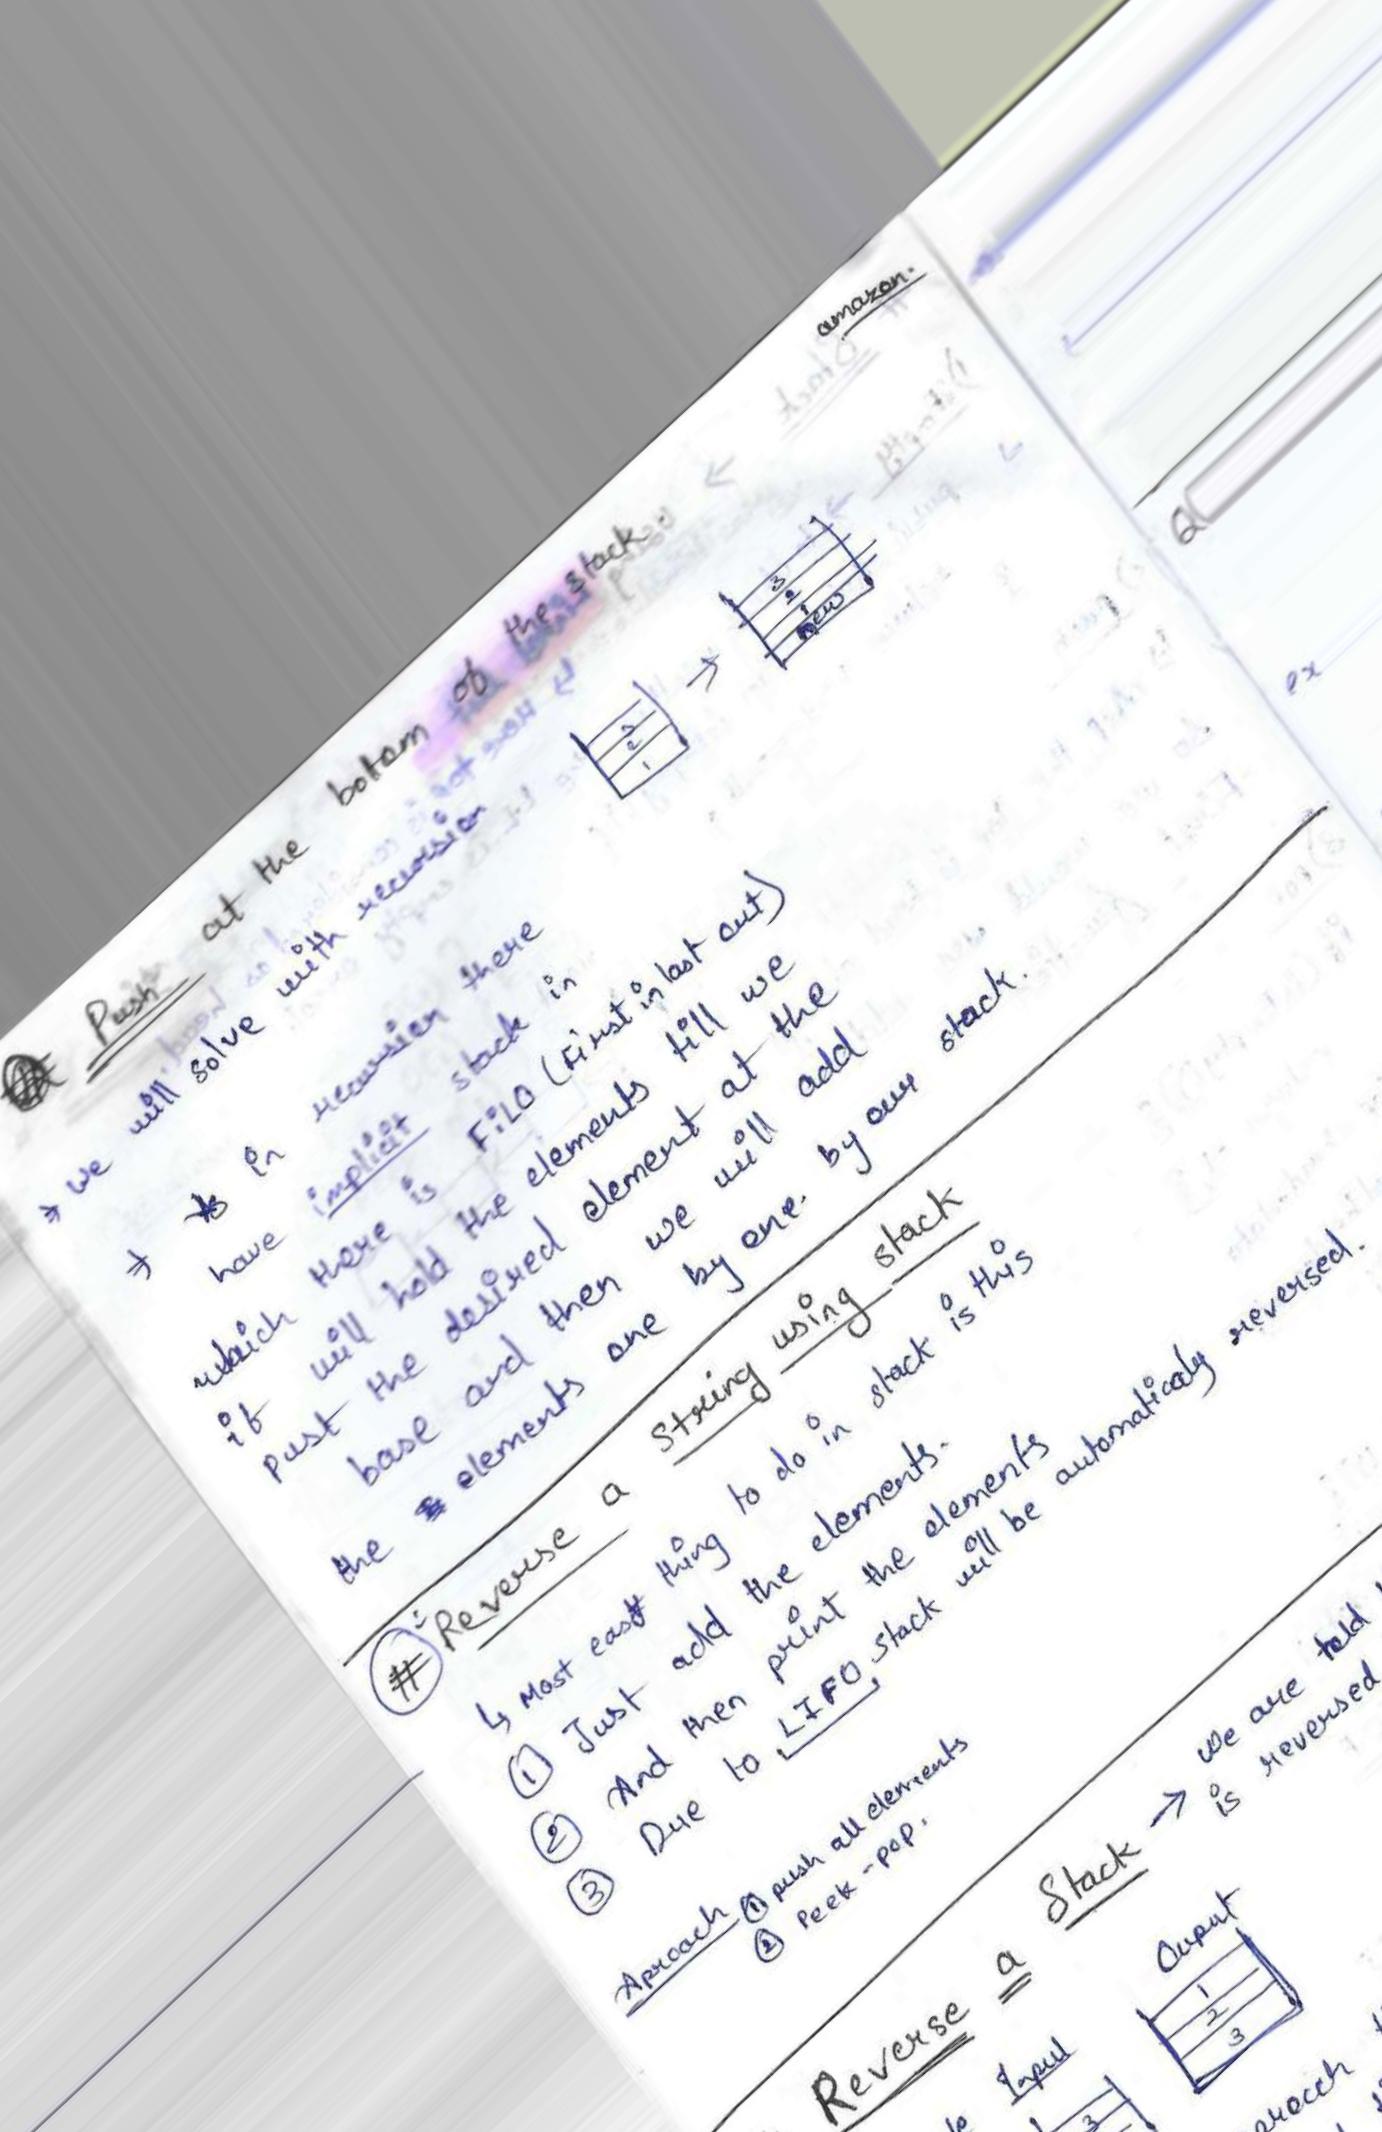 amazon.
Push at the botom of the stack
⇒ we will solve with recursion
3
2
1
→
3
2
1
new
⇒ in recursion there
have implicit stack in
which there is FILO (First in last out)
it will hold the elements till we
Pust the desired element at the
base and then we will add
the elements one by one. by our stack.
# Reverse a String using stack
↳ Most easy thing to do in stack is this
① Just add the elements.
② And then print the elements
③ Due to LIFO stack will be automatically reversed.
Aproach ① push all elements
② Peek - pop.
Reverse a Stack → we are told
is reversed
Input
3
Ouput
1
2
3
Q
ex